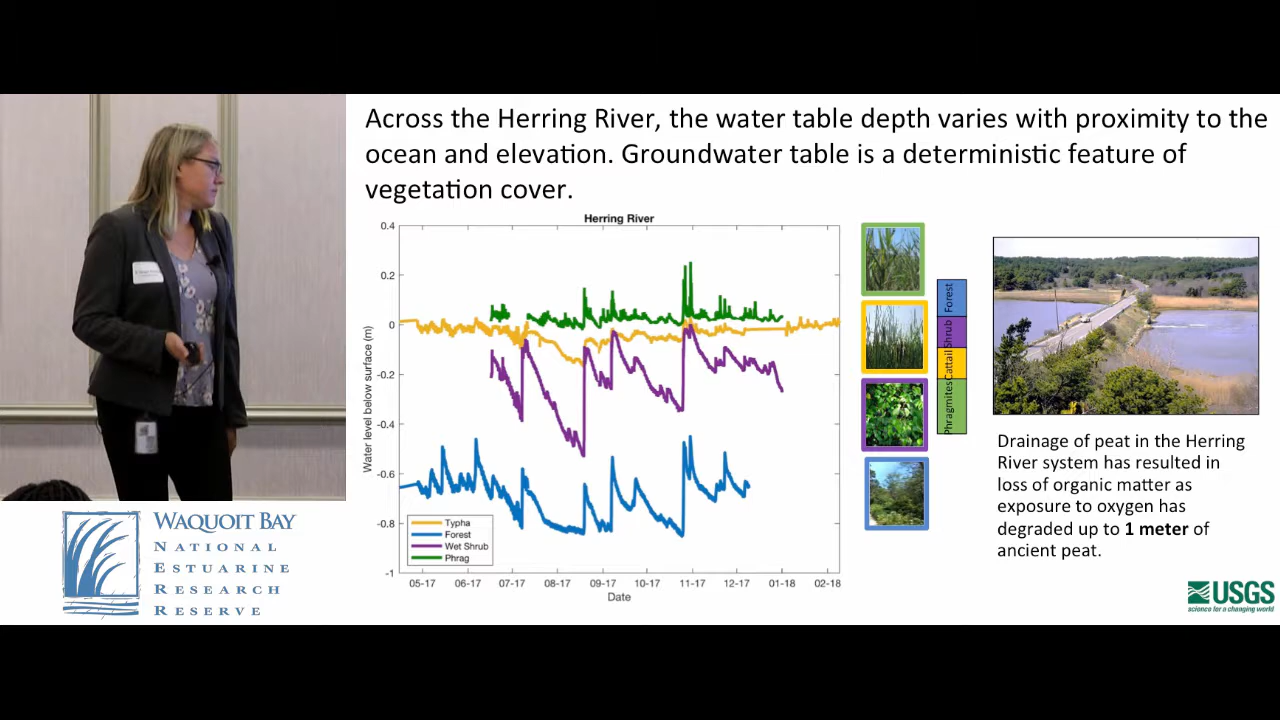 Across the Herring River, the water table depth varies with proximity to the
ocean and elevation. Groundwater table is a deterministic feature of
vegetation cover.
Herring River
Water level below surface (m)
0.4
0.2
0
-0.2
-0.4
-0.6
-0.8
-1
Typha
Forest
Wet Shrub
Phrag
05-17 06-17 07-17 08-17 09-17 10-17 11-17 12-17 01-18 02-18
Date
Forest
Shrub
Cattail
Phragmites
Drainage of peat in the Herring
River system has resulted in
loss of organic matter as
exposure to oxygen has
degraded up to 1 meter of
ancient peat.
USGS
science for a changing world
WAQUOIT BAY
NATIONAL
ESTUARINE
RESEARCH
RESERVE